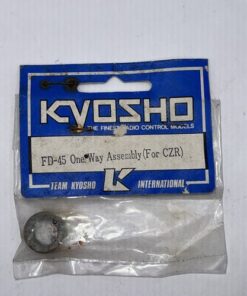 KYOSHO
THE FINEST RADIO CONTROL MODELS
FD-45 One Way Assembly(For CZR)
TEAM KYOSHO
K
INTERNATIONAL